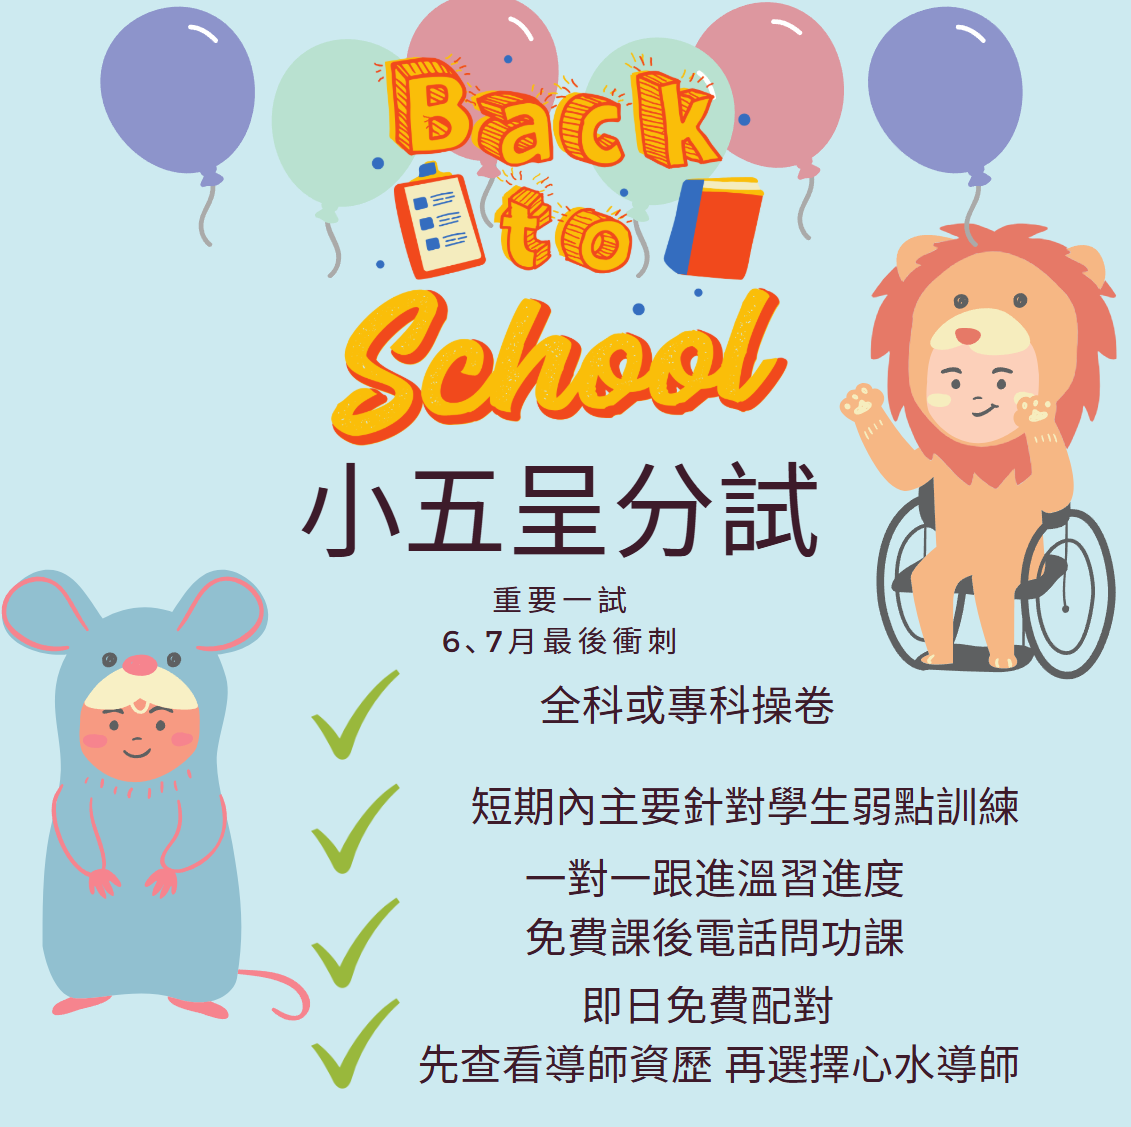 Back
to
School
小五呈分試
重要一試
6、7月最後衝刺
全科或專科操卷
短期內主要針對學生弱點訓練
一對一跟進溫習進度
免費課後電話問功課
即日免費配對
先查看導師資歷 再選擇心水導師